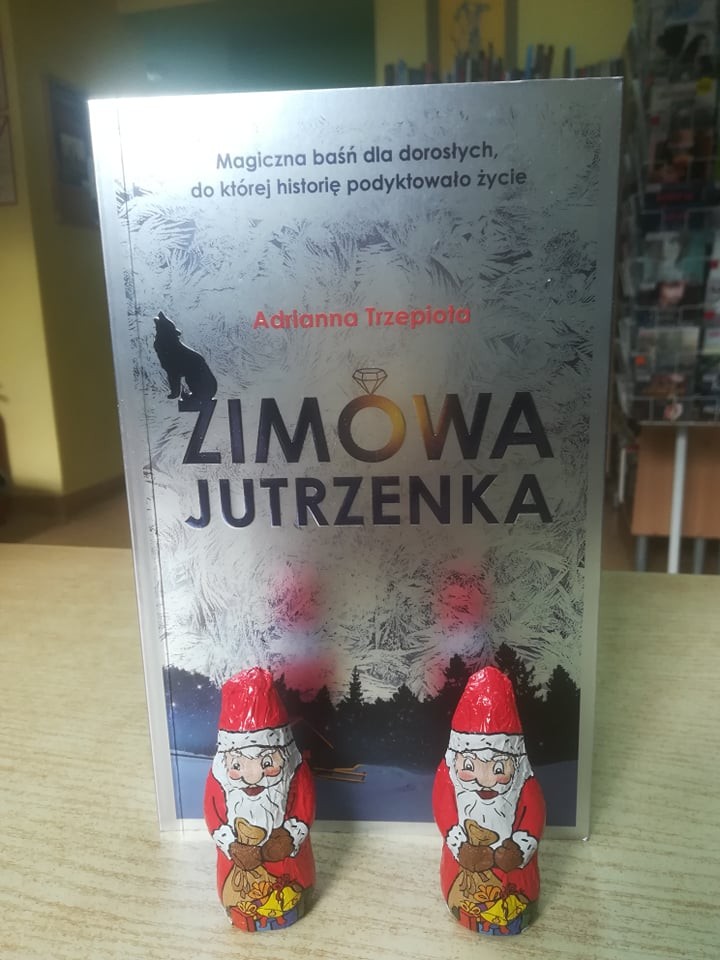 Magiczna baśń dla dorosłych,
do której historię podyktowało życie
Adrianna Trzepiota
ZIMOWA
JUTRZENKA